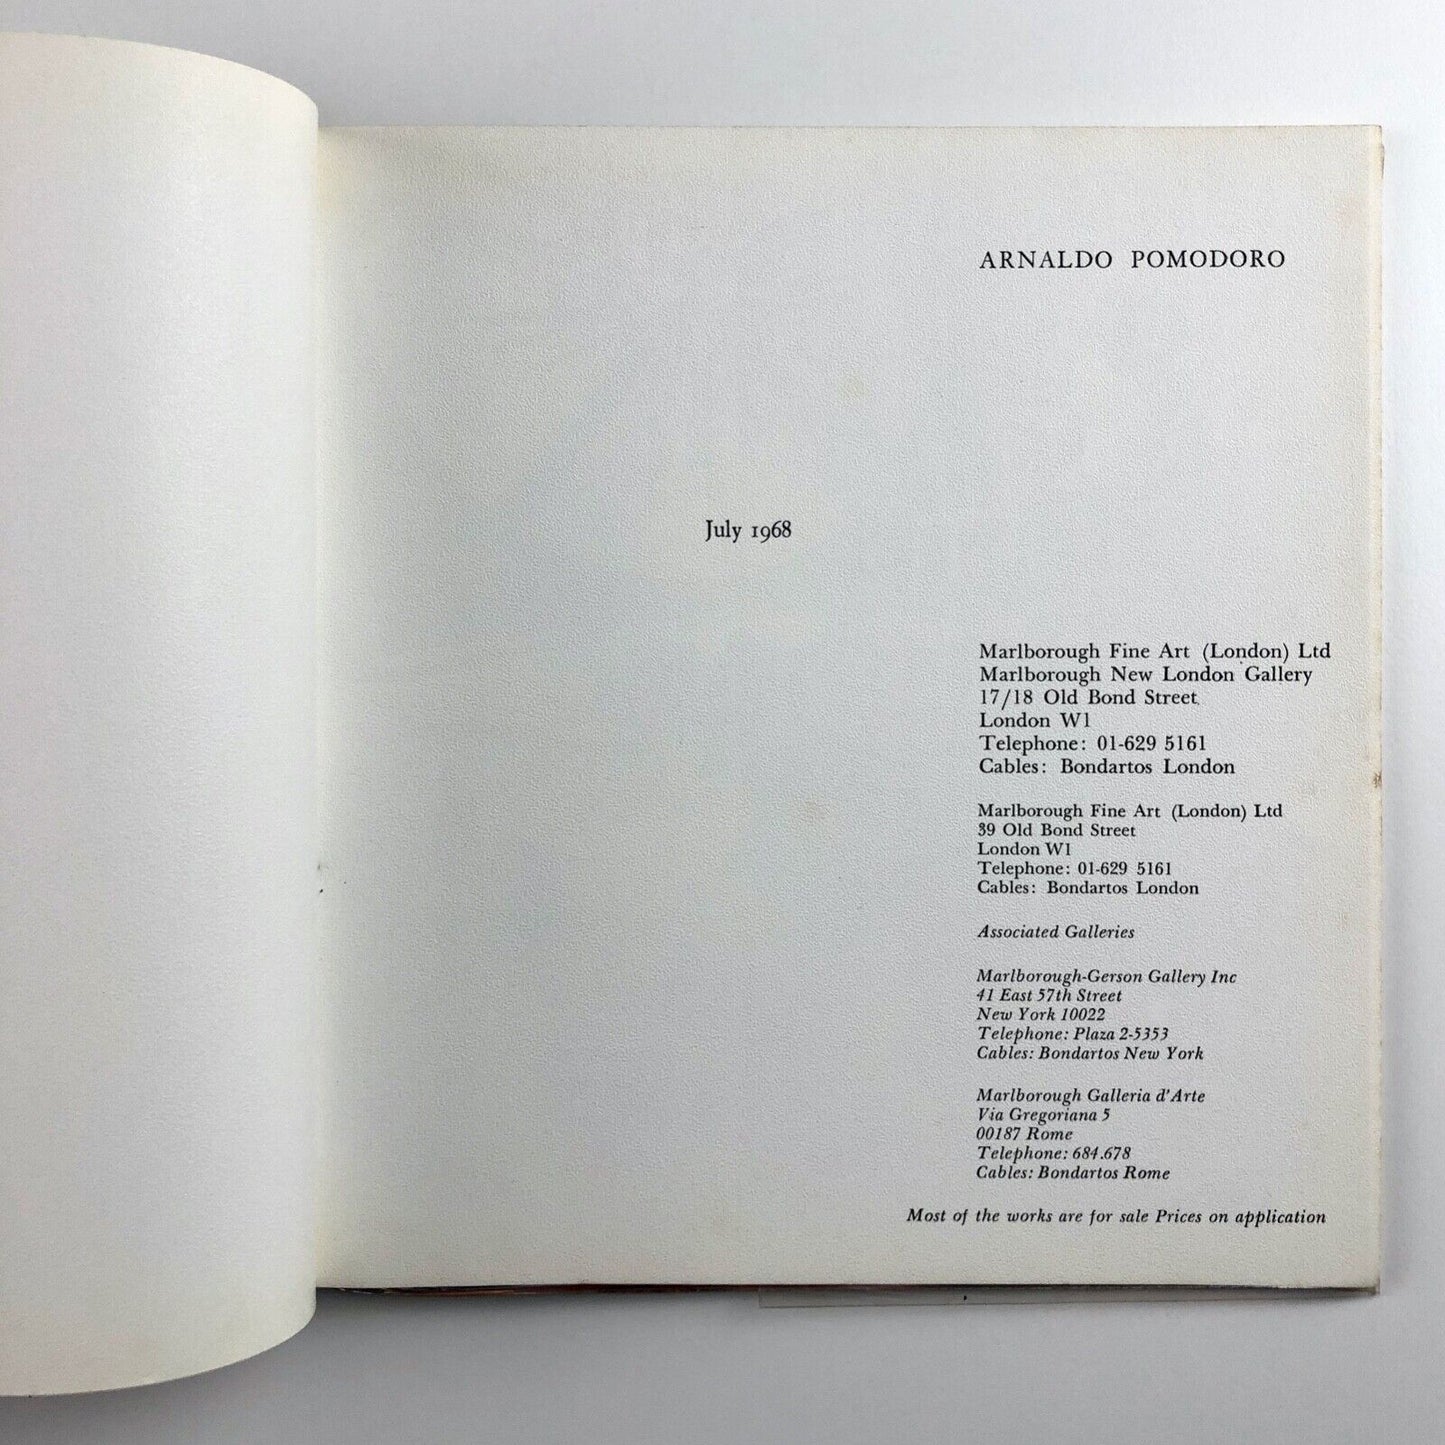 ARNALDO POMODORO
July 1968
Marlborough Fine Art (London) Ltd
Marlborough New London Gallery
17/18 Old Bond Street
London W1
Telephone: 01-629 5161
Cables: Bondartos London
Marlborough Fine Art (London) Ltd
39 Old Bond Street
London W1
Telephone: 01-629 5161
Cables: Bondartos London
Associated Galleries
Marlborough-Gerson Gallery Inc
41 East 57th Street
New York 10022
Telephone: Plaza 2-5353
Cables: Bondartos New York
Marlborough Galleria d'Arte
Via Gregoriana 5
00187 Rome
Telephone: 684.678
Cables: Bondartos Rome
Most of the works are for sale Prices on application